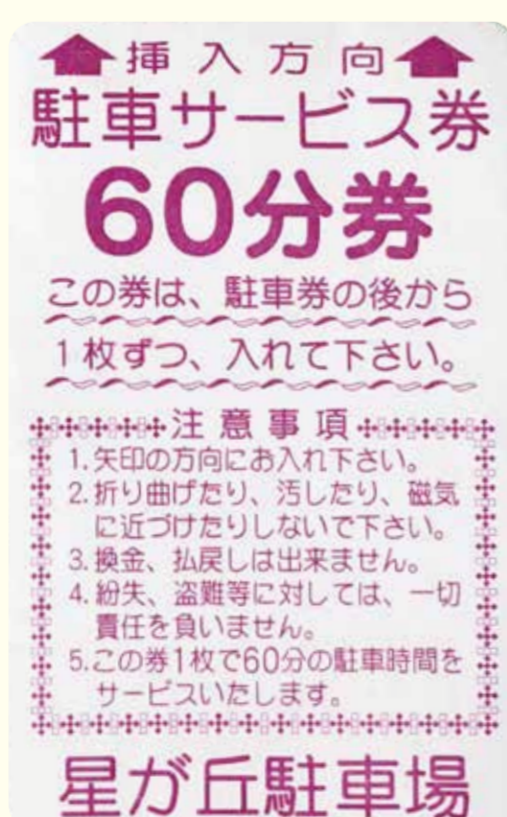 挿入方向
駐車サービス券
60分券
この券は、駐車券の後から
1枚ずつ、入れて下さい。
注意事項
1.矢印の方向にお入れ下さい。
2.折り曲げたり、汚したり、磁気
に近づけたりしないで下さい。
3.換金、払戻しは出来ません。
4.紛失、盗難等に対しては、一切
責任を負いません。
5.この券1枚で60分の駐車時間を
サービスいたします。
星が丘駐車場